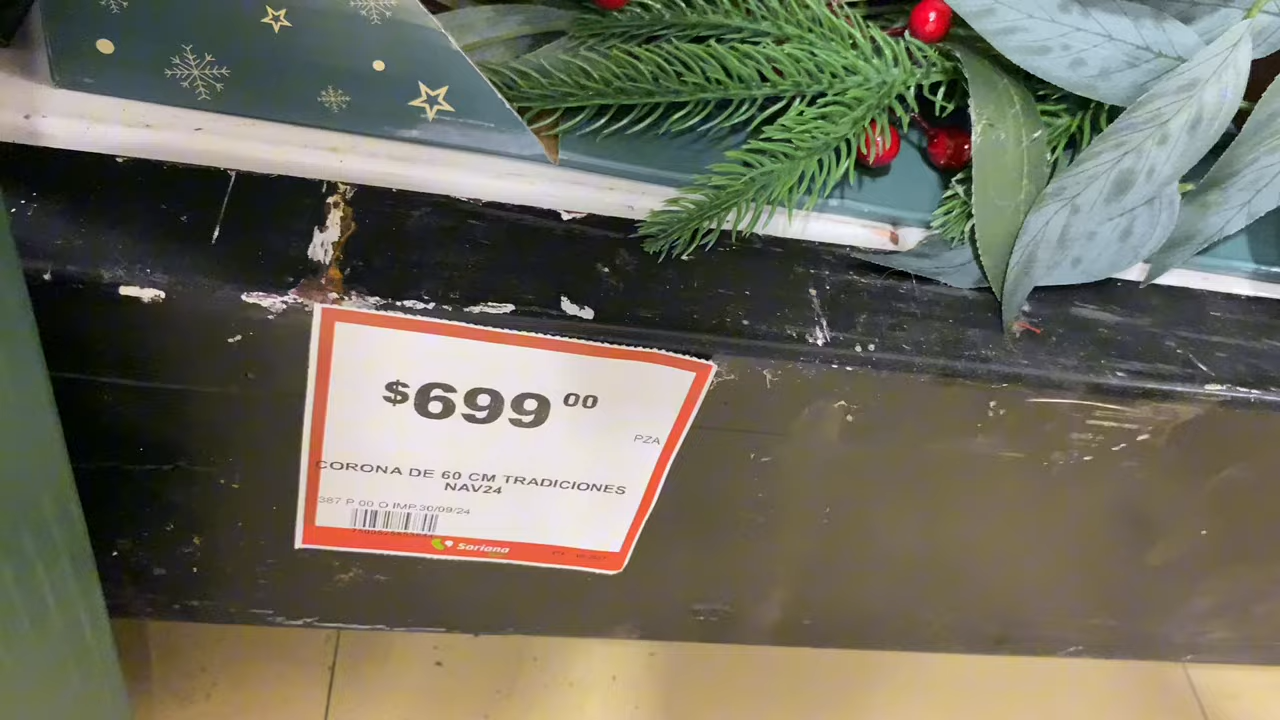 $699 00
PZA
CORONA DE 60 CM TRADICIONES
NAV24
387 P 00 O IMP.30/09/24
Soriana